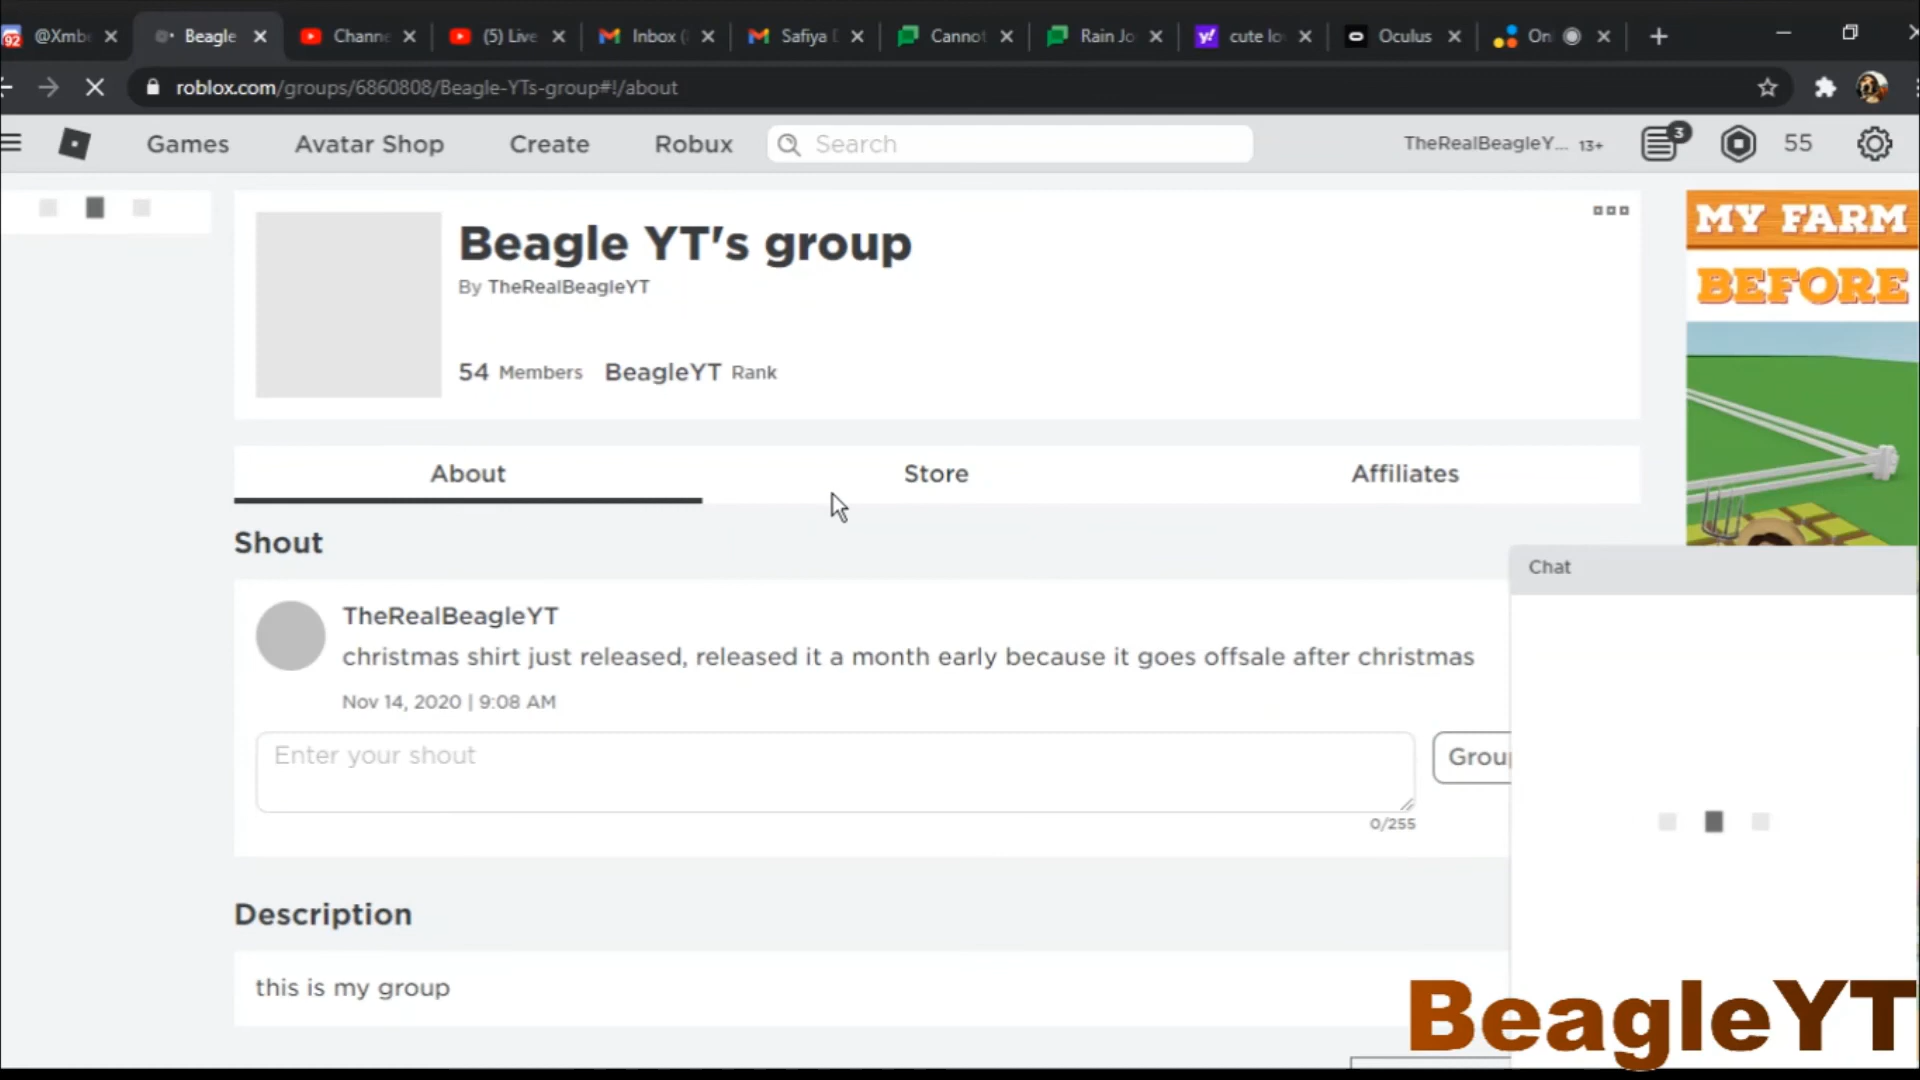 92 @Xmb Beagle Chann (5) Live Inbox ( Safiya Cannot Rain Jo y! cute lo Oculus On
roblox.com/groups/6860808/Beagle-YTs-group#!/about
Games Avatar Shop Create Robux Search TheRealBeagleY... 13+ 3 55
MY FARM
BEFORE
Beagle YT's group
By TheRealBeagleYT
54 Members BeagleYT Rank
About Store Affiliates
Shout
TheRealBeagleYT
christmas shirt just released, released it a month early because it goes offsale after christmas
Nov 14, 2020 | 9:08 AM
Enter your shout
Grou
0/255
Chat
Description
this is my group
BeagleYT